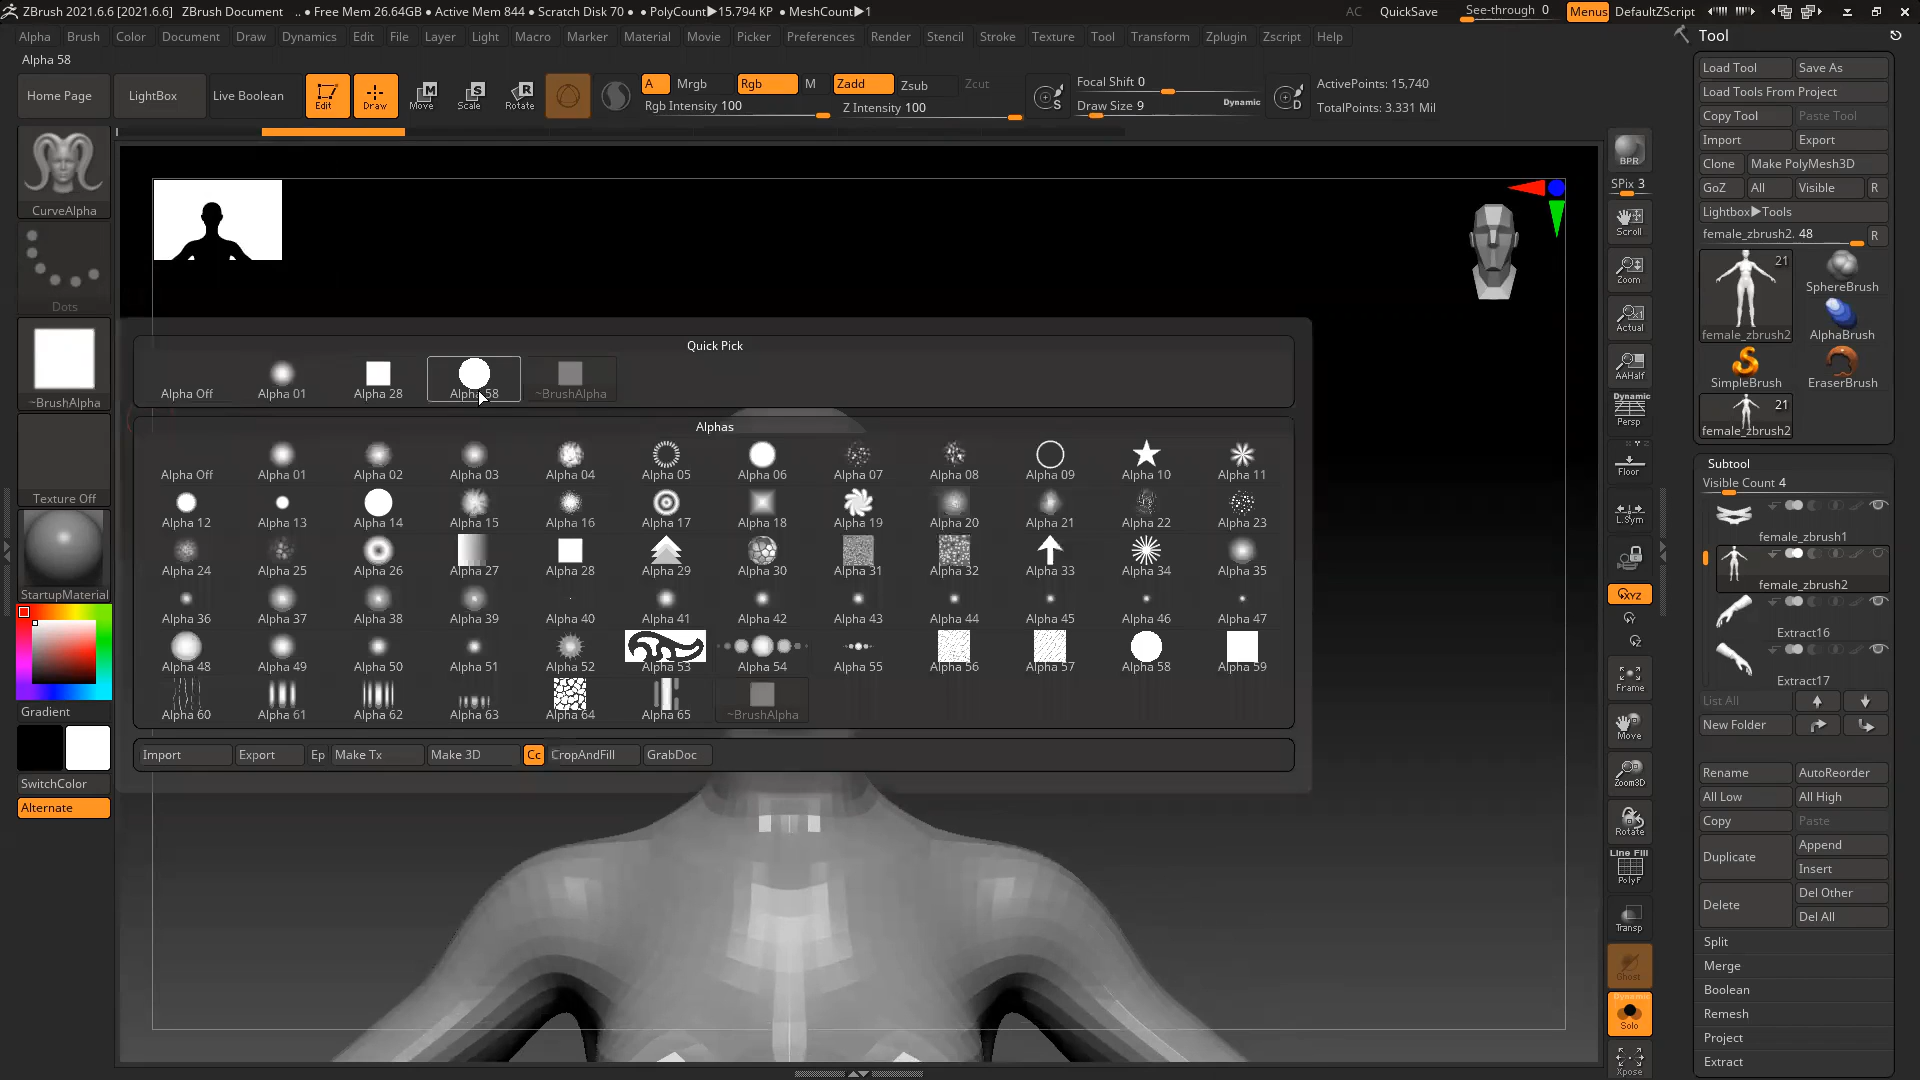 ZBrush 2021.6.6 [2021.6.6] ZBrush Document .. • Free Mem 26.64GB • Active Mem 844 • Scratch Disk 70 • • PolyCount▶15.794 KP • MeshCount▶1 AC QuickSave See-through 0 Menus DefaultZScript
Alpha Brush Color Document Draw Dynamics Edit File Layer Light Macro Marker Material Movie Picker Preferences Render Stencil Stroke Texture Tool Transform Zplugin Zscript Help
Alpha 58
Home Page LightBox Live Boolean Edit Draw Move Scale Rotate
A Mrgb Rgb M Zadd Zsub Zcut
Rgb Intensity 100 Z Intensity 100
Focal Shift 0
Draw Size 9 Dynamic
ActivePoints: 15,740
TotalPoints: 3.331 Mil
CurveAlpha
Dots
~BrushAlpha
Texture Off
StartupMaterial
Gradient
SwitchColor
Alternate
Quick Pick
Alpha Off Alpha 01 Alpha 28 Alpha 58 ~BrushAlpha
Alphas
Alpha Off Alpha 01 Alpha 02 Alpha 03 Alpha 04 Alpha 05 Alpha 06 Alpha 07 Alpha 08 Alpha 09 Alpha 10 Alpha 11
Alpha 12 Alpha 13 Alpha 14 Alpha 15 Alpha 16 Alpha 17 Alpha 18 Alpha 19 Alpha 20 Alpha 21 Alpha 22 Alpha 23
Alpha 24 Alpha 25 Alpha 26 Alpha 27 Alpha 28 Alpha 29 Alpha 30 Alpha 31 Alpha 32 Alpha 33 Alpha 34 Alpha 35
Alpha 36 Alpha 37 Alpha 38 Alpha 39 Alpha 40 Alpha 41 Alpha 42 Alpha 43 Alpha 44 Alpha 45 Alpha 46 Alpha 47
Alpha 48 Alpha 49 Alpha 50 Alpha 51 Alpha 52 Alpha 53 Alpha 54 Alpha 55 Alpha 56 Alpha 57 Alpha 58 Alpha 59
Alpha 60 Alpha 61 Alpha 62 Alpha 63 Alpha 64 Alpha 65 ~BrushAlpha
Import Export Ep Make Tx Make 3D Cc CropAndFill GrabDoc
BPR
SPix 3
Scroll
Zoom
Actual
AAHalf
Dynamic
Persp
Floor
L.Sym
XYZ
Frame
Move
Zoom3D
Rotate
Line Fill
PolyF
Transp
Ghost
Dynamic
Solo
Xpose
Tool
Load Tool Save As
Load Tools From Project
Copy Tool Paste Tool
Import Export
Clone Make PolyMesh3D
GoZ All Visible R
Lightbox▶Tools
female_zbrush2. 48 R
21
female_zbrush2 SphereBrush
AlphaBrush
SimpleBrush EraserBrush
21
female_zbrush2
Subtool
Visible Count 4
female_zbrush1
female_zbrush2
Extract16
Extract17
List All
New Folder
Rename AutoReorder
All Low All High
Copy Paste
Duplicate Append
Insert
Delete Del Other
Del All
Split
Merge
Boolean
Remesh
Project
Extract